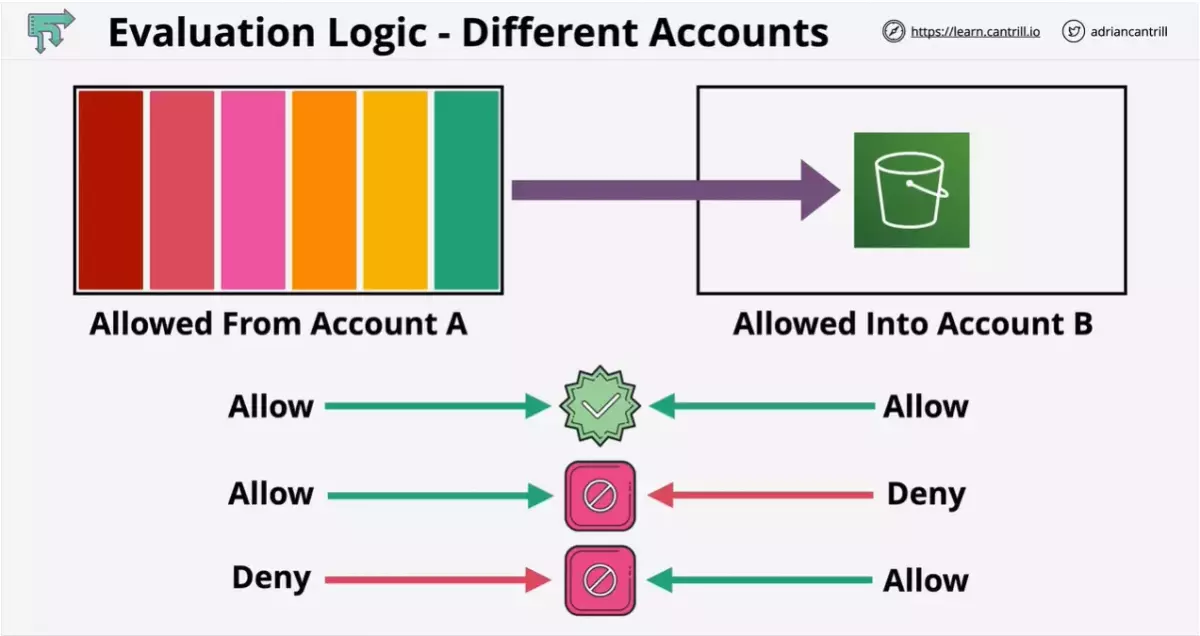 Evaluation Logic - Different Accounts
https://learn.cantrill.io
adriancantrill
Allowed From Account A
Allowed Into Account B
Allow
Allow
Allow
Deny
Deny
Allow